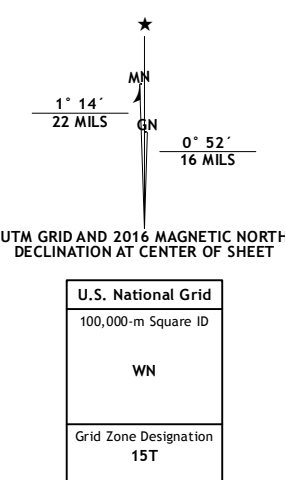 ★
MN
1° 14´
22 MILS
GN
0° 52´
16 MILS
UTM GRID AND 2016 MAGNETIC NORTH
DECLINATION AT CENTER OF SHEET
U.S. National Grid
100,000-m Square ID
WN
Grid Zone Designation
15T